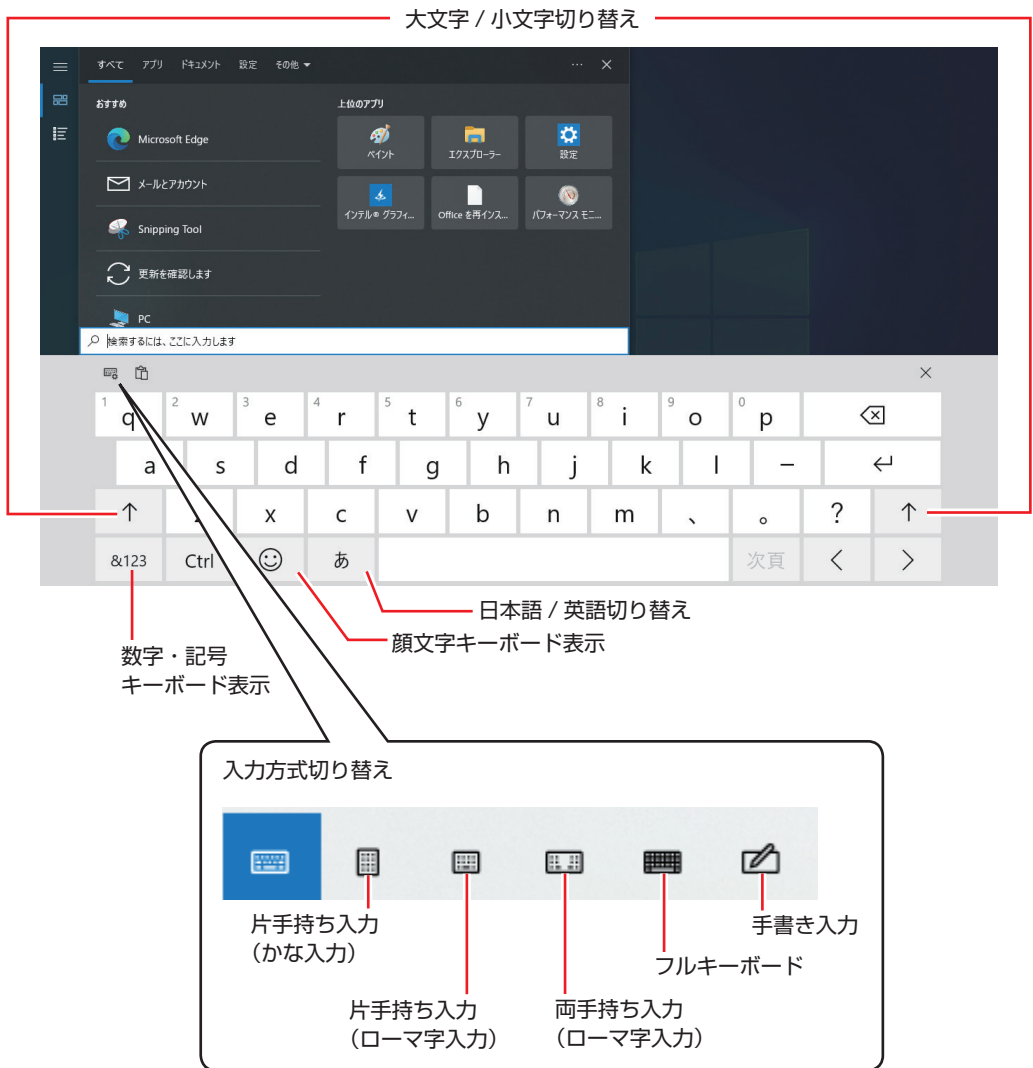 大文字 / 小文字切り替え
すべて アプリ ドキュメント 設定 その他 ▾ … ×
おすすめ
上位のアプリ
Microsoft Edge
メールとアカウント
Snipping Tool
更新を確認します
PC
ペイント エクスプローラー 設定
インテル® グラフィ... Office を再インス... パフォーマンス モニ...
検索するには、ここに入力します
1 q 2 w 3 e 4 r 5 t 6 y 7 u 8 i 9 o 0 p
a s d f g h j k l –
↑ x c v b n m 、 。 ? ↑
&123 Ctrl あ 次頁 < >
日本語 / 英語切り替え
顔文字キーボード表示
数字・記号
キーボード表示
入力方式切り替え
片手持ち入力
（かな入力）
手書き入力
フルキーボード
片手持ち入力
（ローマ字入力）
両手持ち入力
（ローマ字入力）